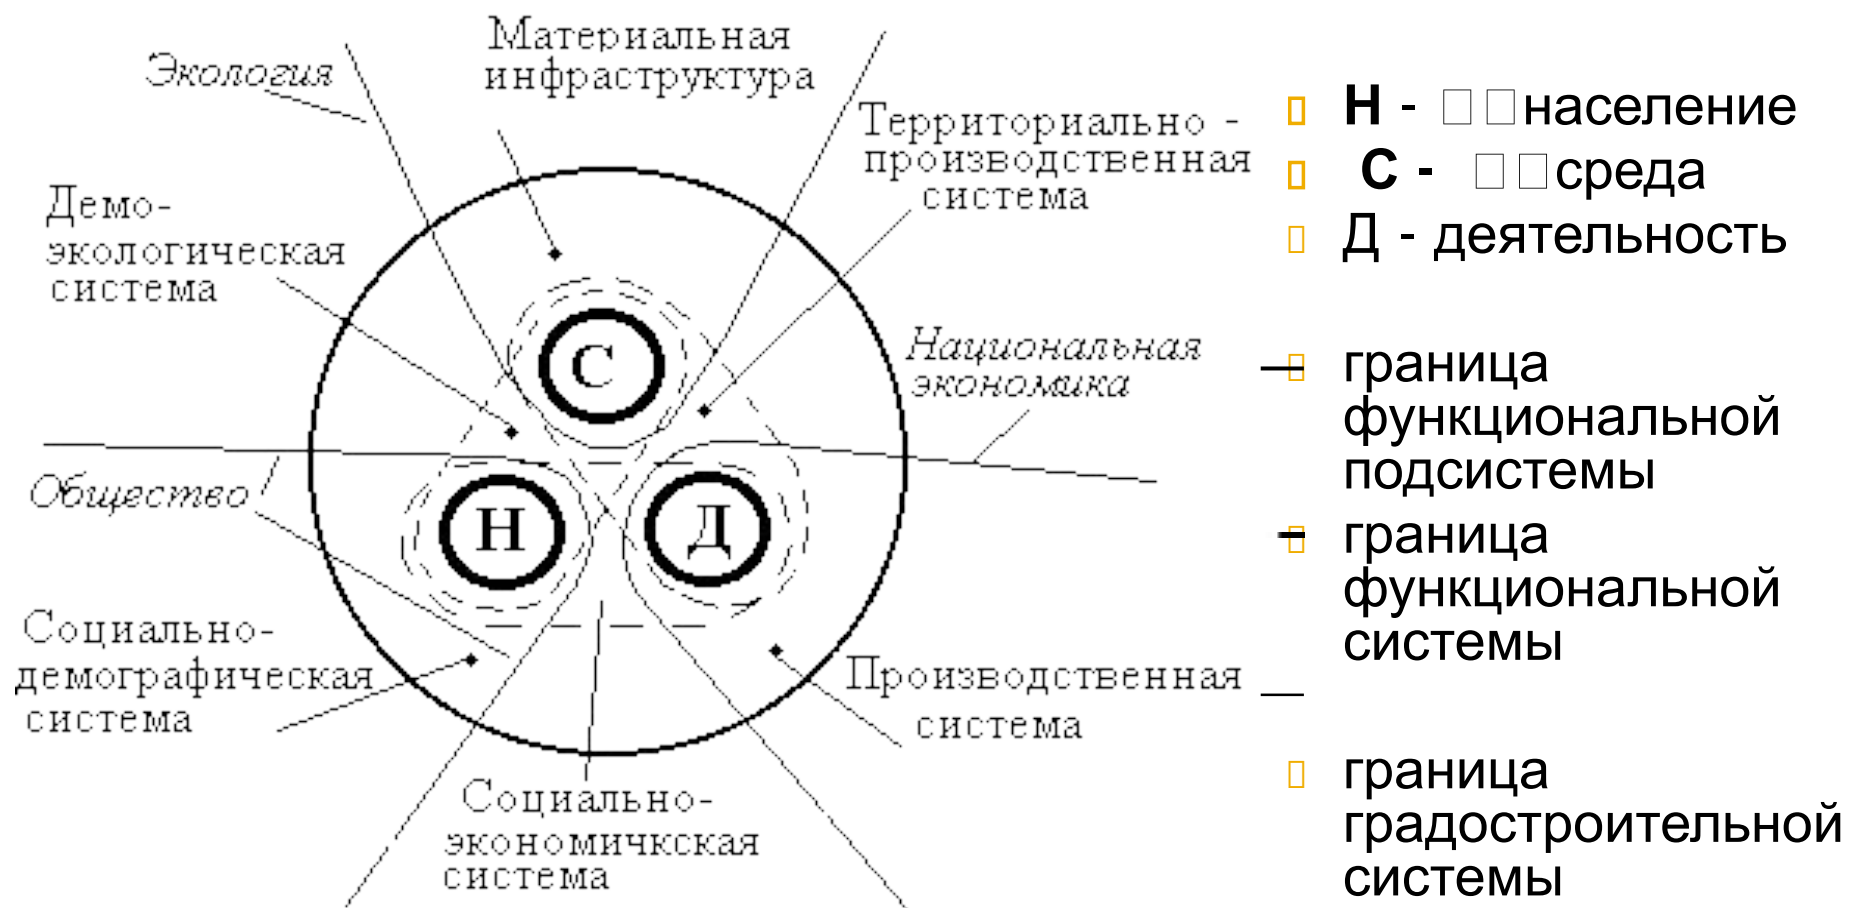 Экология
Материальная
инфраструктура
Территориально -
производственная
система
Демо-
экологическая
система
Национальная
экономика
Общество
С
Н
Д
Социально-
демографическая
система
Производственная
система
Социально-
экономичкская
система
Н - населениe
С - среда
Д - деятельность
граница
функциональной
подсистемы
граница
функциональной
системы
граница
градостроительной
системы